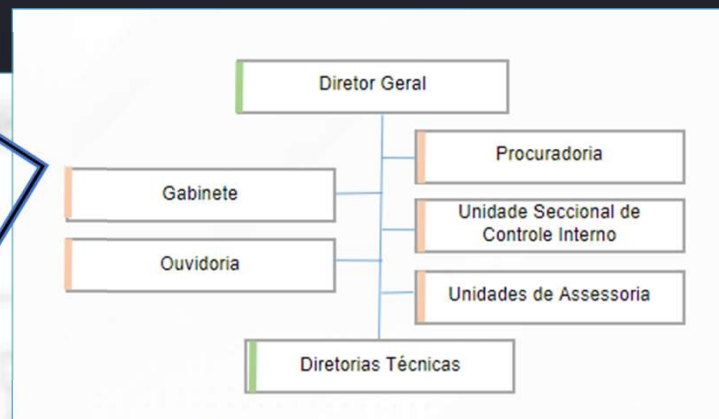 Diretor Geral
Procuradoria
Gabinete
Unidade Seccional de
Controle Interno
Ouvidoria
Unidades de Assessoria
Diretorias Técnicas